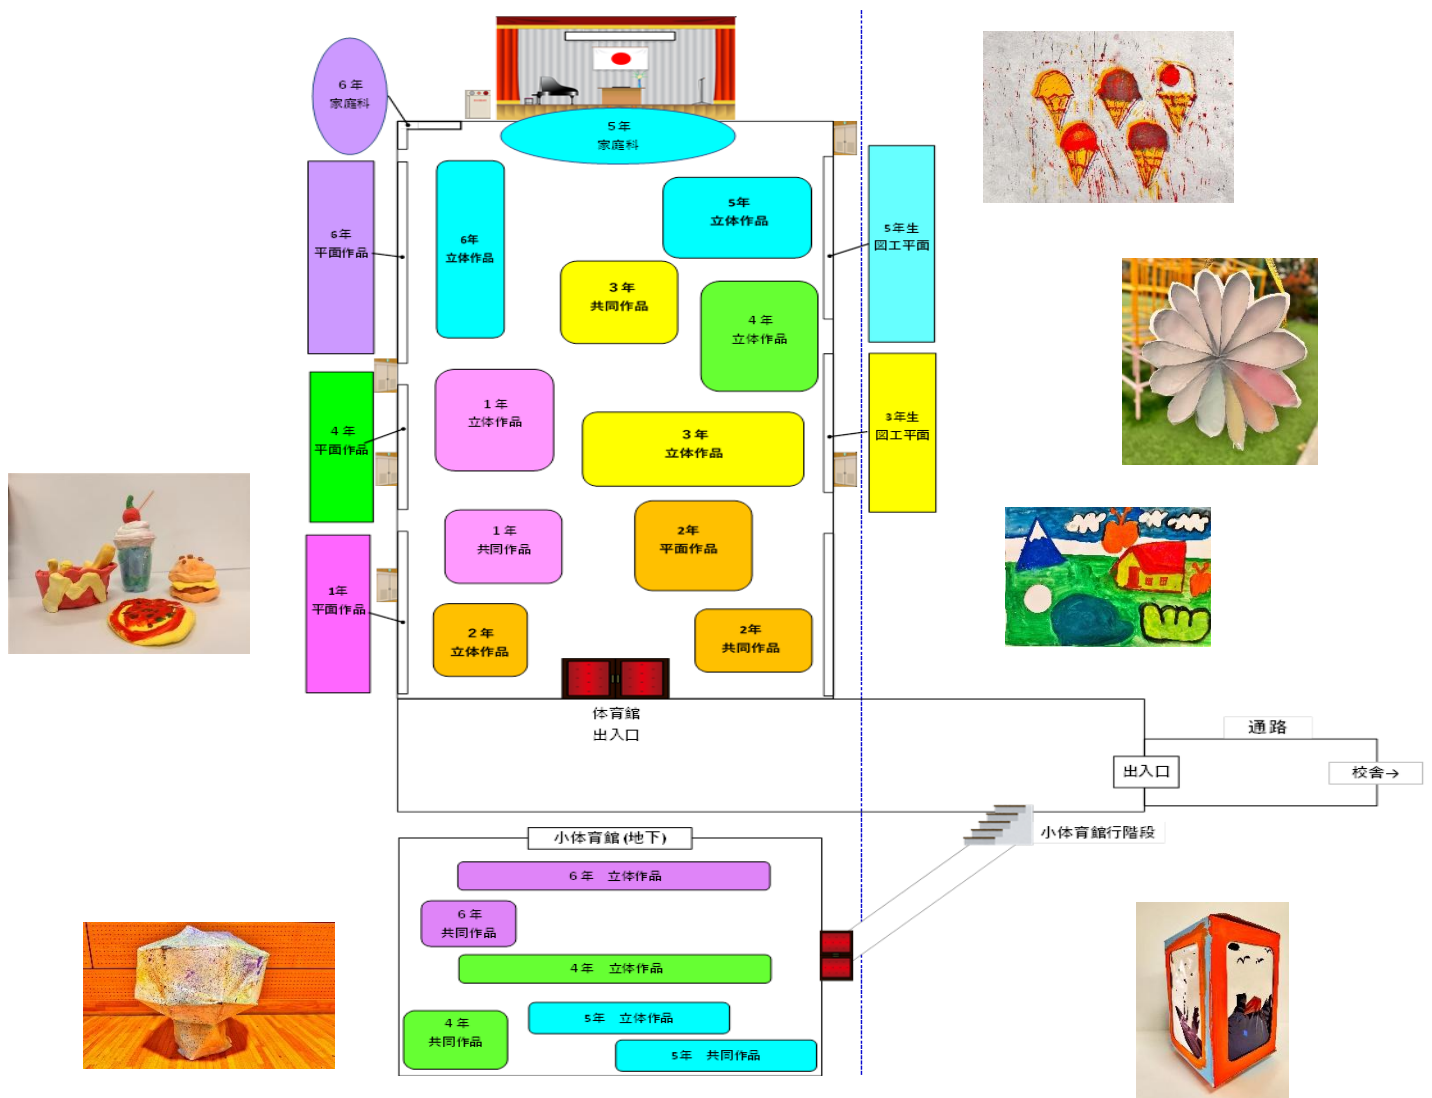 6年
家庭科
5年
家庭科
6年
平面作品
6年
立体作品
5年
立体作品
5年生
図工平面
3年
共同作品
4年
立体作品
4年
平面作品
1年
立体作品
3年
立体作品
3年生
図工平面
1年
共同作品
2年
平面作品
1年
平面作品
2年
立体作品
2年
共同作品
体育館
出入口
通路
出入口
校舎→
小体育館行階段
小体育館(地下)
6年 立体作品
6年
共同作品
4年 立体作品
4年
共同作品
5年 立体作品
5年 共同作品